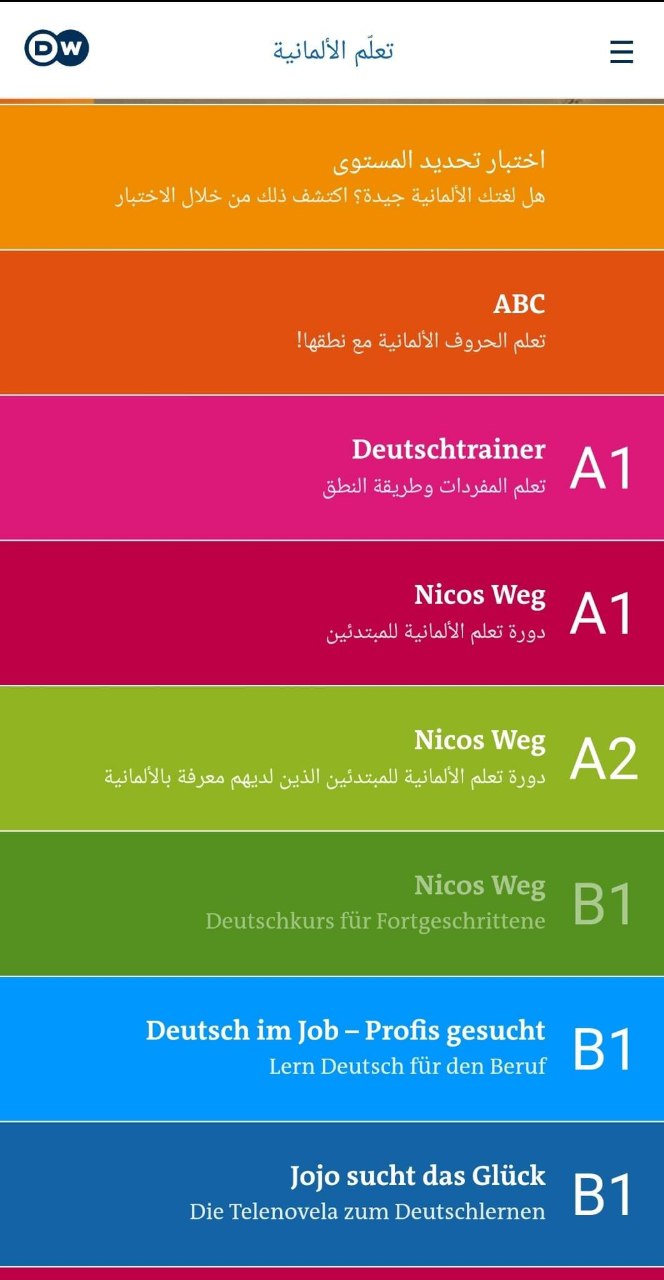 DW
تعلّم الألمانية
اختبار تحديد المستوى
هل لغتك الألمانية جيدة؟ اكتشف ذلك من خلال الاختبار
ABC
تعلم الحروف الألمانية مع نطقها!
A1
Deutschtrainer
تعلم المفردات وطريقة النطق
A1
Nicos Weg
دورة تعلم الألمانية للمبتدئين
A2
Nicos Weg
دورة تعلم الألمانية للمبتدئين الذين لديهم معرفة بالألمانية
B1
Nicos Weg
Deutschkurs für Fortgeschrittene
B1
Deutsch im Job – Profis gesucht
Lern Deutsch für den Beruf
B1
Jojo sucht das Glück
Die Telenovela zum Deutschlernen